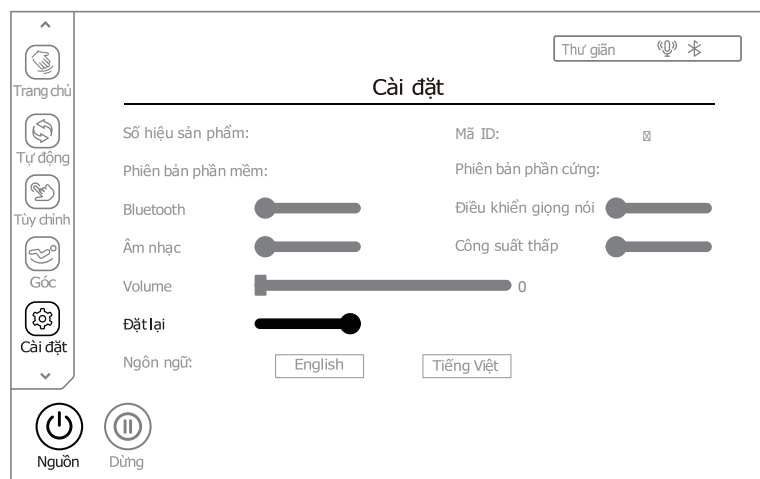 Thư giãn
Cài đặt
Trang chủ
Tự động
Tùy chỉnh
Góc
Cài đặt
Số hiệu sản phẩm:
Mã ID:
Phiên bản phần mềm:
Phiên bản phần cứng:
Bluetooth
Điều khiển giọng nói
Âm nhạc
Công suất thấp
Volume
0
Đặt lại
Ngôn ngữ:
English
Tiếng Việt
Nguồn
Dừng